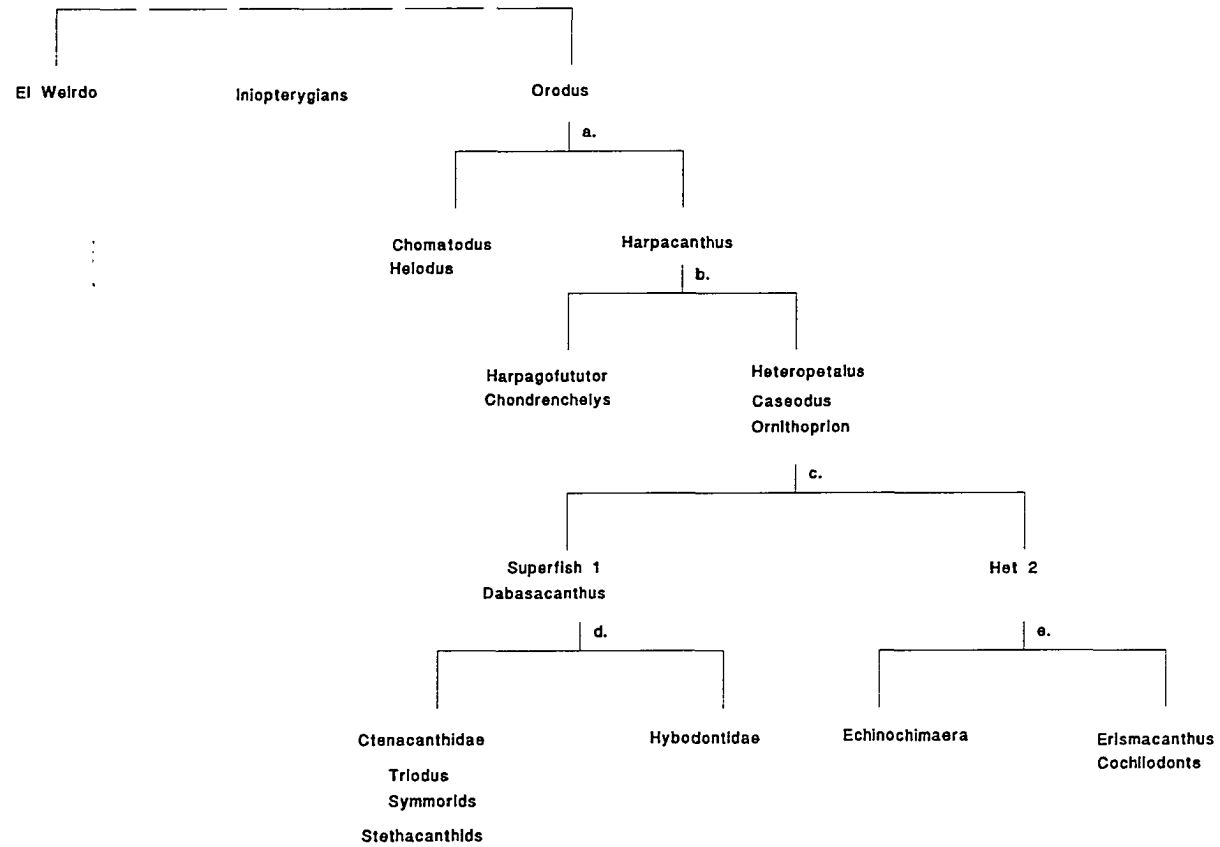 El Weirdo
Iniopterygians
Orodus
a.
Chomatodus
Helodus
Harpacanthus
b.
Harpagofututor
Chondrenchelys
Heteropetalus
Caseodus
Ornithoprion
c.
Superfish 1
Dabasacanthus
Het 2
d.
e.
Ctenacanthidae
Triodus
Symmorids
Stethacanthids
Hybodontidae
Echinochimaera
Erismacanthus
Cochliodonts